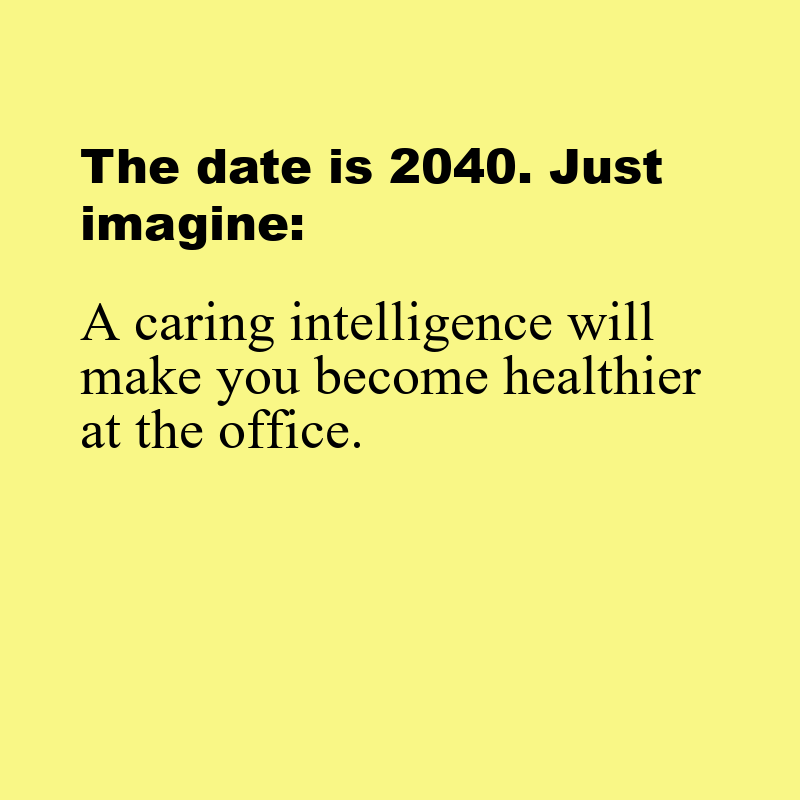 The date is 2040. Just
imagine:
A caring intelligence will
make you become healthier
at the office.